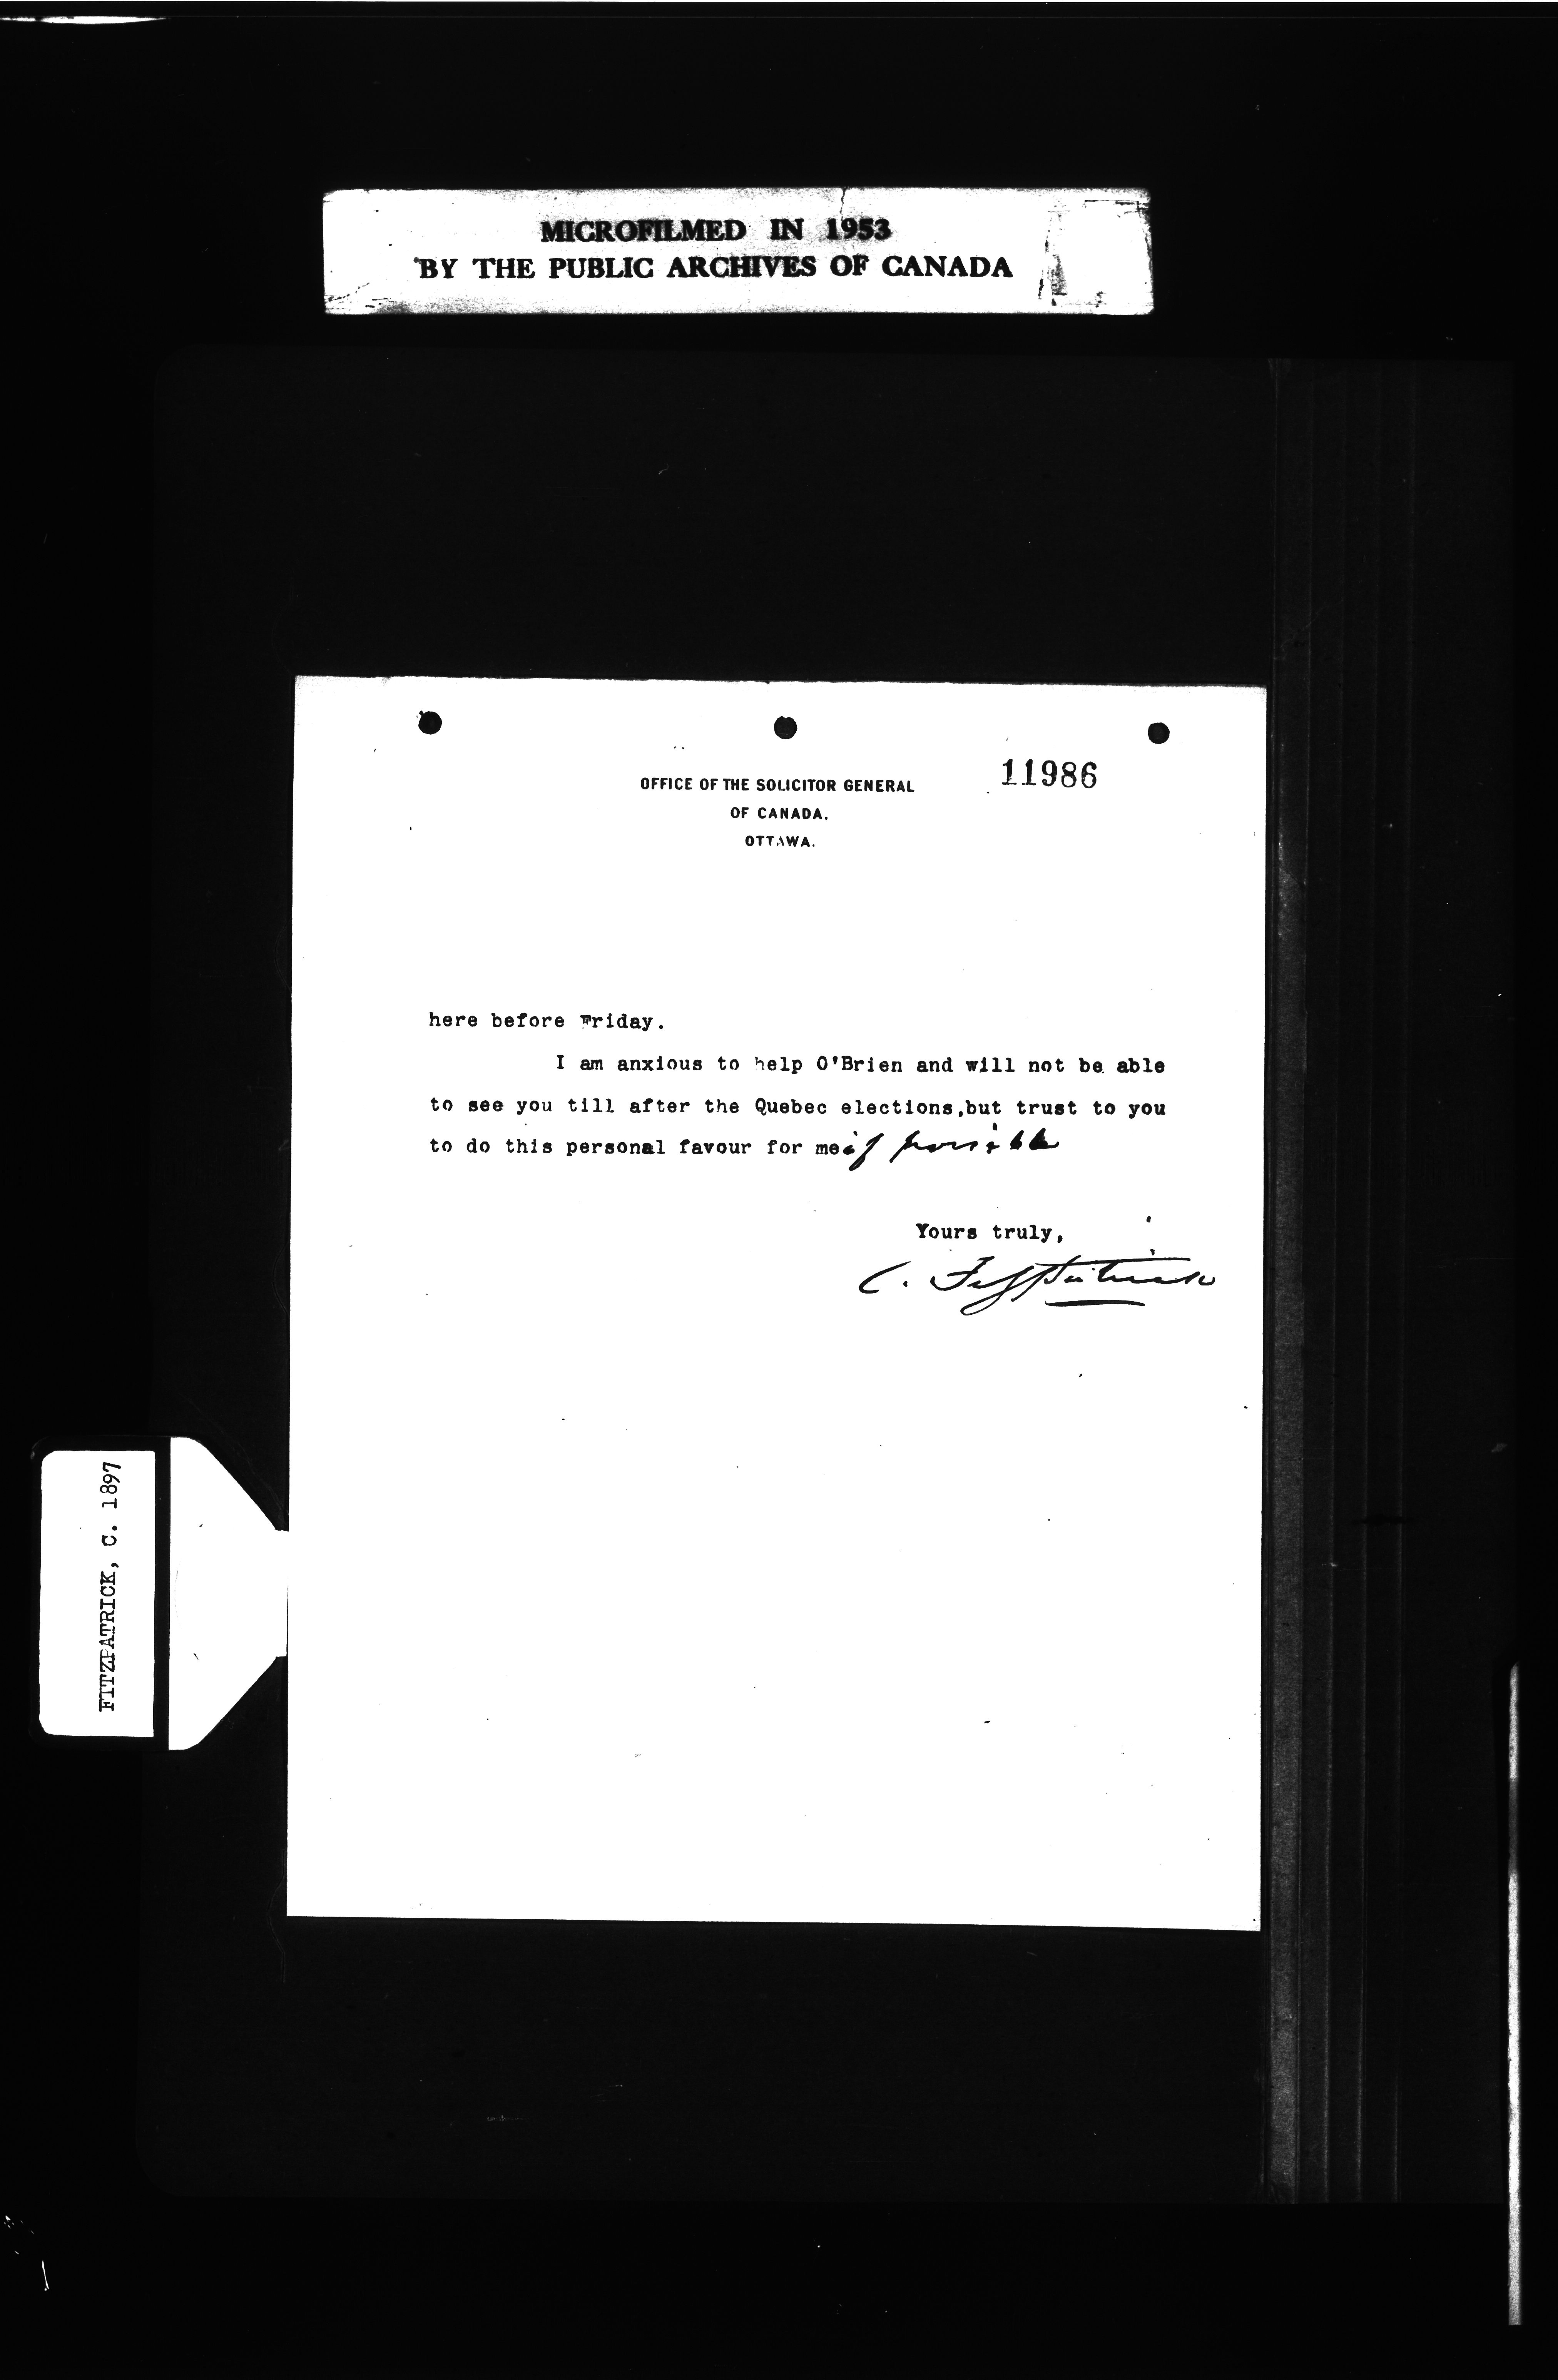 MICROFILMED IN 1953
BY THE PUBLIC ARCHIVES OF CANADA
11986
OFFICE OF THE SOLICITOR GENERAL
OF CANADA.
OTTAWA.
here before Friday.
I am anxious to help O'Brien and will not be able
to see you till after the Quebec elections,but trust to you
to do this personal favour for me if possible
Yours truly,
C. Fitzpatrick
FITZPATRICK, C. 1897